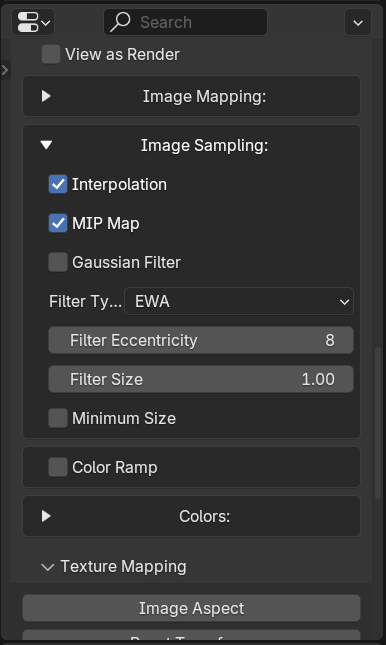 Search
View as Render
Image Mapping:
Image Sampling:
Interpolation
MIP Map
Gaussian Filter
Filter Ty... EWA
Filter Eccentricity 8
Filter Size 1.00
Minimum Size
Color Ramp
Colors:
Texture Mapping
Image Aspect